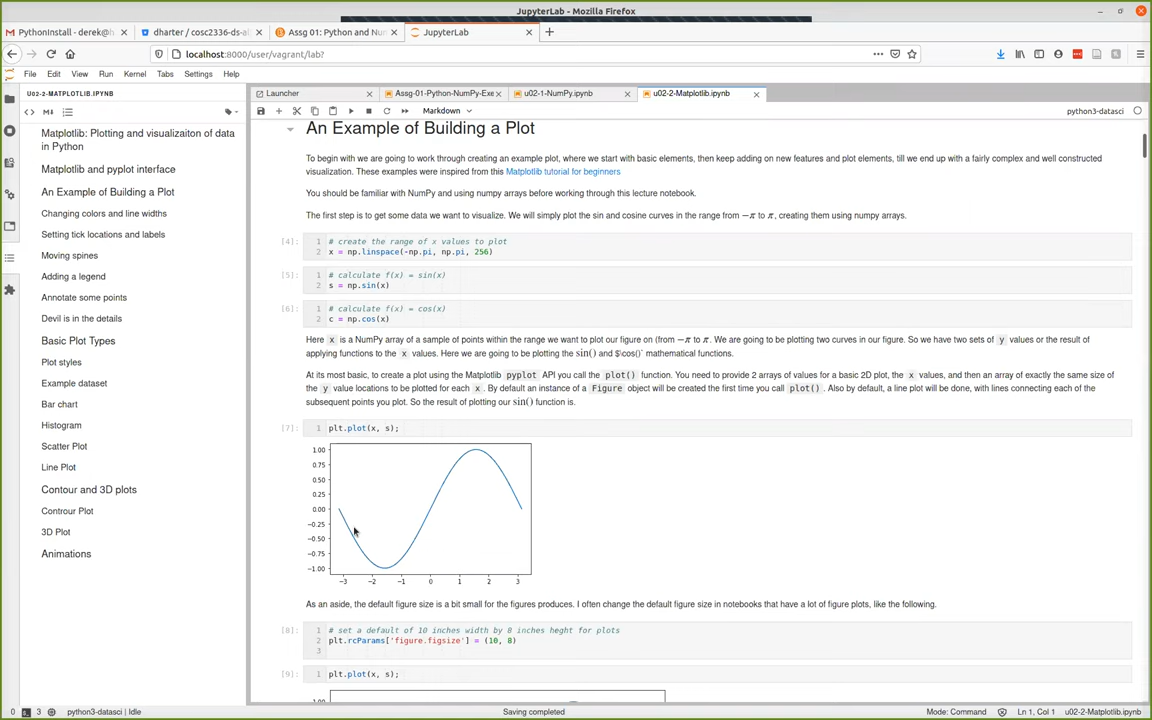 JupyterLab - Mozilla Firefox
PythonInstall - derek@h
dharter / cosc2336-ds-a
Assg 01: Python and Nu
JupyterLab
localhost:8000/user/vagrant/lab?
File Edit View Run Kernel Tabs Settings Help
U02-2-MATPLOTLIB.IPYNB
Launcher
Assg-01-Python-NumPy-Exe
u02-1-NumPy.ipynb
u02-2-Matplotlib.ipynb
Markdown
python3-datasci
Matplotlib: Plotting and visualizaiton of data
in Python
Matplotlib and pyplot interface
An Example of Building a Plot
Changing colors and line widths
Setting tick locations and labels
Moving spines
Adding a legend
Annotate some points
Devil is in the details
Basic Plot Types
Plot styles
Example dataset
Bar chart
Histogram
Scatter Plot
Line Plot
Contour and 3D plots
Contour Plot
3D Plot
Animations
An Example of Building a Plot
To begin with we are going to work through creating an example plot, where we start with basic elements, then keep adding on new features and plot elements, till we end up with a fairly complex and well constructed
visualization. These examples were inspired from this Matplotlib tutorial for beginners
You should be familiar with NumPy and using numpy arrays before working through this lecture notebook.
The first step is to get some data we want to visualize. We will simply plot the sin and cosine curves in the range from −π to π, creating them using numpy arrays.
[4]: 1 # create the range of x values to plot
2 x = np.linspace(-np.pi, np.pi, 256)
[5]: 1 # calculate f(x) = sin(x)
2 s = np.sin(x)
[6]: 1 # calculate f(x) = cos(x)
2 c = np.cos(x)
Here x is a NumPy array of a sample of points within the range we want to plot our figure on (from −π to π. We are going to be plotting two curves in our figure. So we have two sets of y values or the result of
applying functions to the x values. Here we are going to be plotting the sin() and $\cos()` mathematical functions.
At its most basic, to create a plot using the Matplotlib pyplot API you call the plot() function. You need to provide 2 arrays of values for a basic 2D plot, the x values, and then an array of exactly the same size of
the y value locations to be plotted for each x. By default an instance of a Figure object will be created the first time you call plot(). Also by default, a line plot will be done, with lines connecting each of the
subsequent points you plot. So the result of plotting our sin() function is.
[7]: 1 plt.plot(x, s);
1.00
0.75
0.50
0.25
0.00
−0.25
−0.50
−0.75
−1.00
−3 −2 −1 0 1 2 3
As an aside, the default figure size is a bit small for the figures produces. I often change the default figure size in notebooks that have a lot of figure plots, like the following.
[8]: 1 # set a default of 10 inches width by 8 inches heght for plots
2 plt.rcParams['figure.figsize'] = (10, 8)
3
[9]: 1 plt.plot(x, s);
1.00
0 3 python3-datasci | Idle
Saving completed
Mode: Command Ln 1, Col 1 u02-2-Matplotlib.ipynb